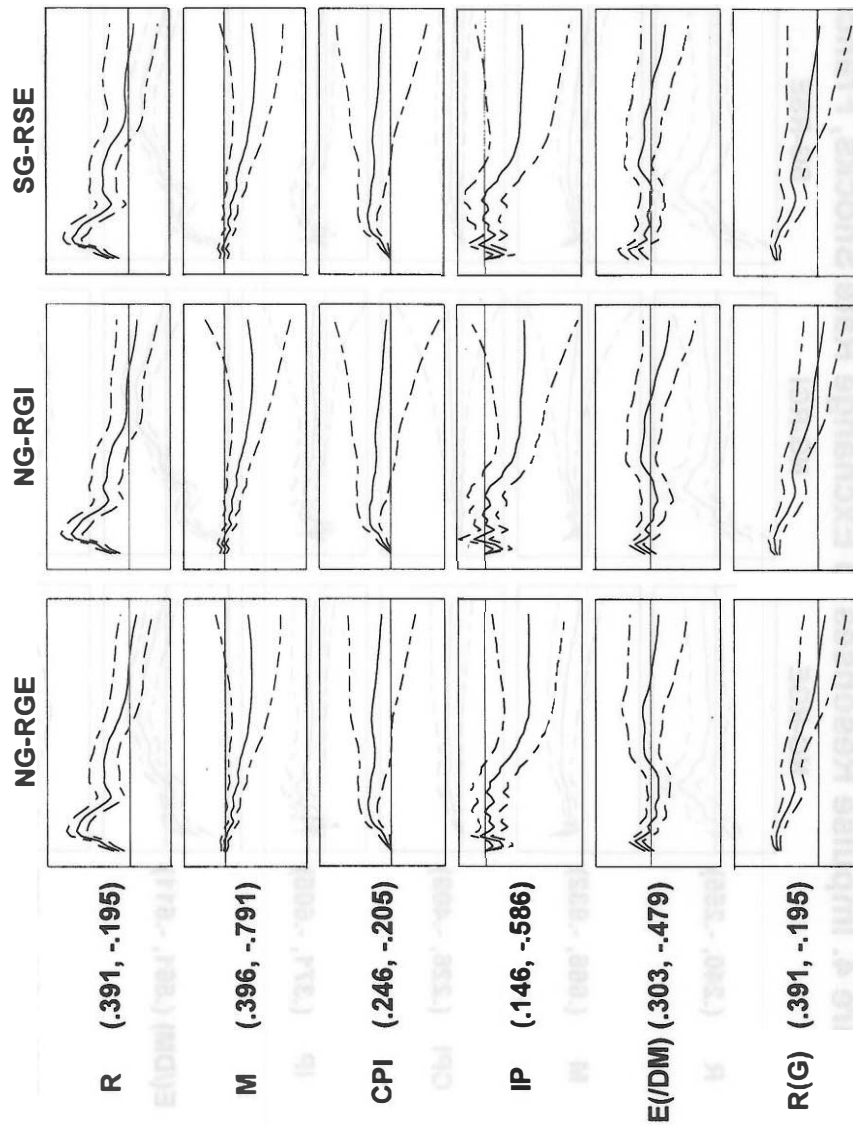 NG-RGE NG-RGI SG-RSE
R (.391, -.195)
M (.396, -.791)
CPI (.246, -.205)
IP (.146, -.586)
E(/DM) (.303, -.479)
R(G) (.391, -.195)